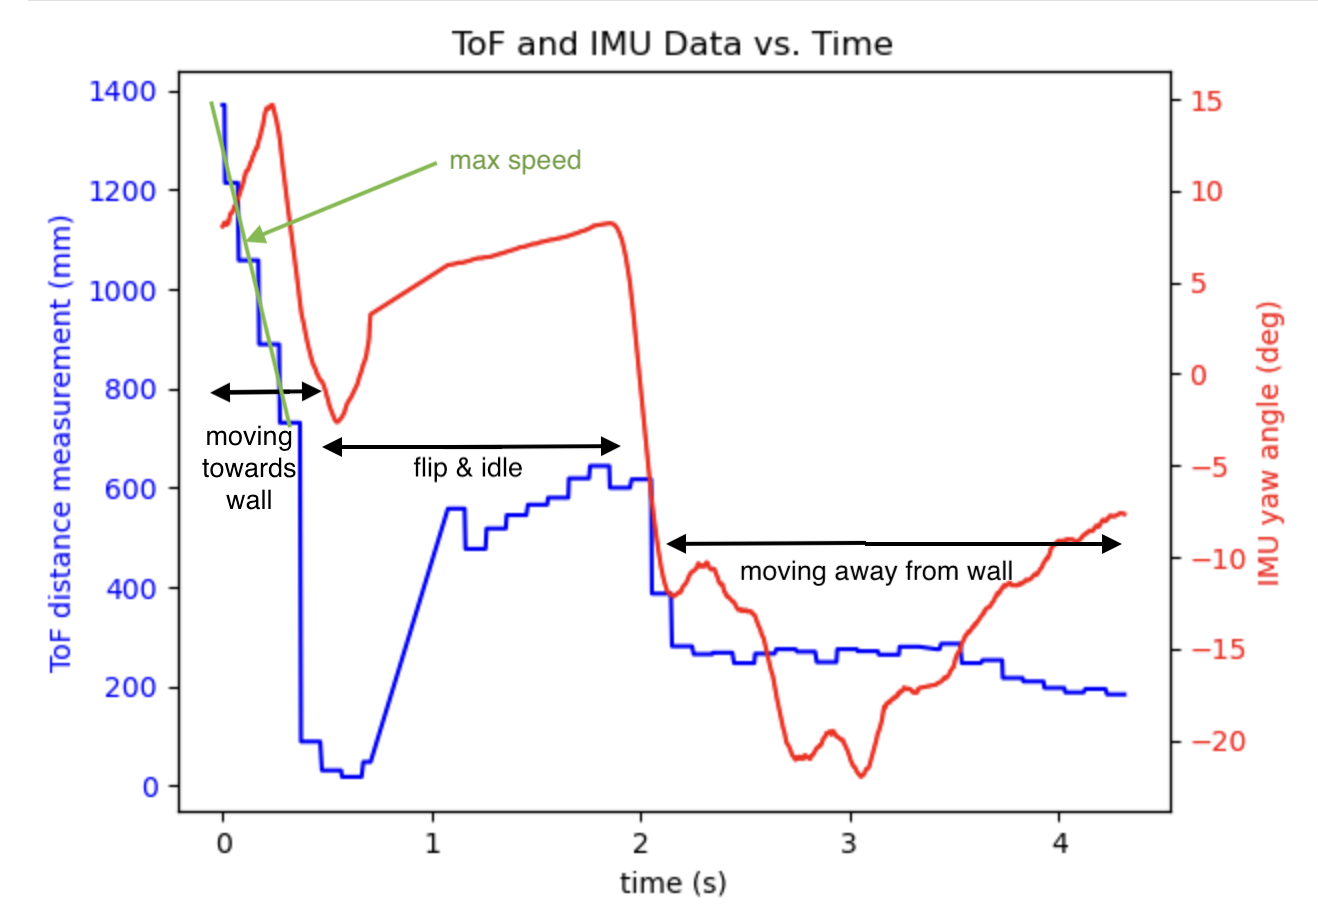 ToF and IMU Data vs. Time
ToF distance measurement (mm)
1400
1200
1000
800
600
400
200
0
max speed
moving
towards
wall
flip & idle
moving away from wall
15
10
5
0
−5
−10
−15
−20
IMU yaw angle (deg)
0 1 2 3 4
time (s)